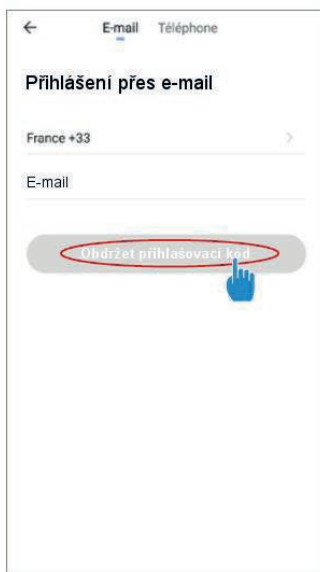 E-mail Téléphone
Přihlášení přes e-mail
France +33
E-mail
Obdržet přihlašovací kód